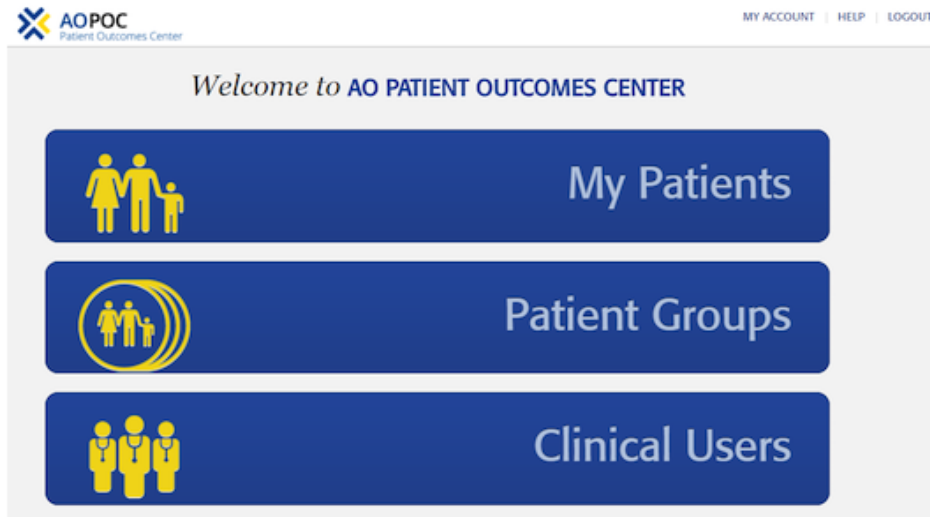 AOPOC
Patient Outcomes Center
MY ACCOUNT | HELP | LOGOUT
Welcome to AO PATIENT OUTCOMES CENTER
My Patients
Patient Groups
Clinical Users